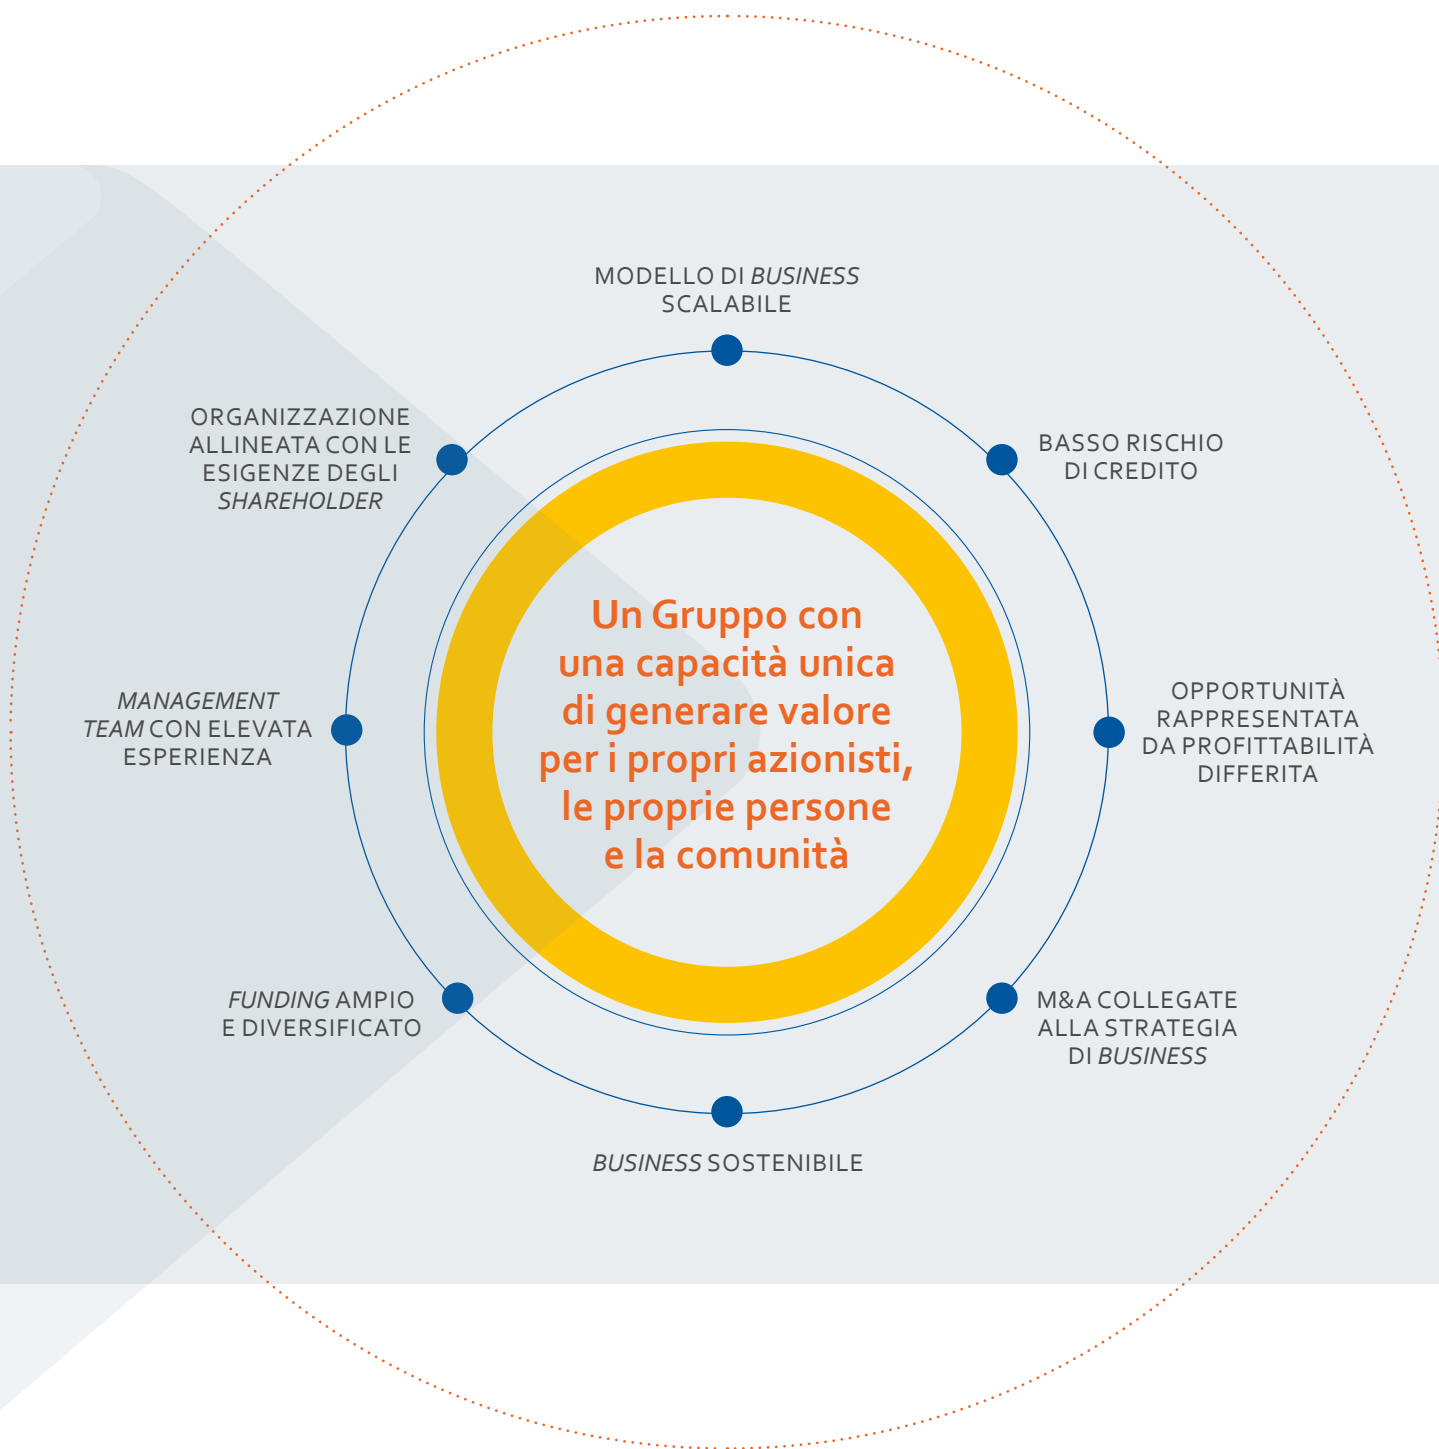 MODELLO DI BUSINESS
SCALABILE
BASSO RISCHIO
DI CREDITO
OPPORTUNITÀ
RAPPRESENTATA
DA PROFITTABILITÀ
DIFFERITA
M&A COLLEGATE
ALLA STRATEGIA
DI BUSINESS
BUSINESS SOSTENIBILE
FUNDING AMPIO
E DIVERSIFICATO
MANAGEMENT
TEAM CON ELEVATA
ESPERIENZA
ORGANIZZAZIONE
ALLINEATA CON LE
ESIGENZE DEGLI
SHAREHOLDER
Un Gruppo con
una capacità unica
di generare valore
per i propri azionisti,
le proprie persone
e la comunità